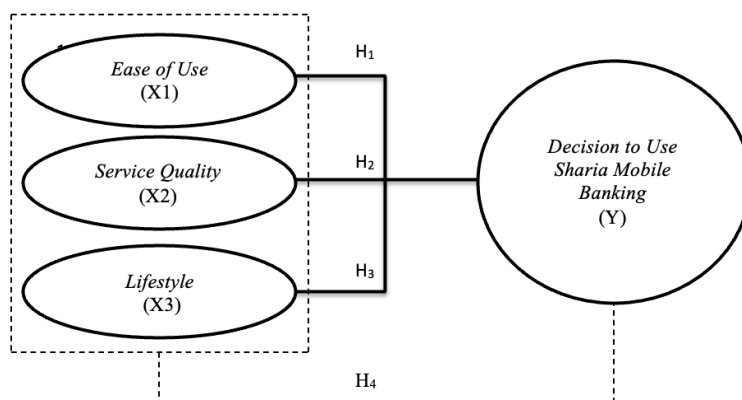 Ease of Use
(X1)
H₁
Service Quality
(X2)
H₂
Lifestyle
(X3)
H₃
Decision to Use
Sharia Mobile
Banking
(Y)
H₄